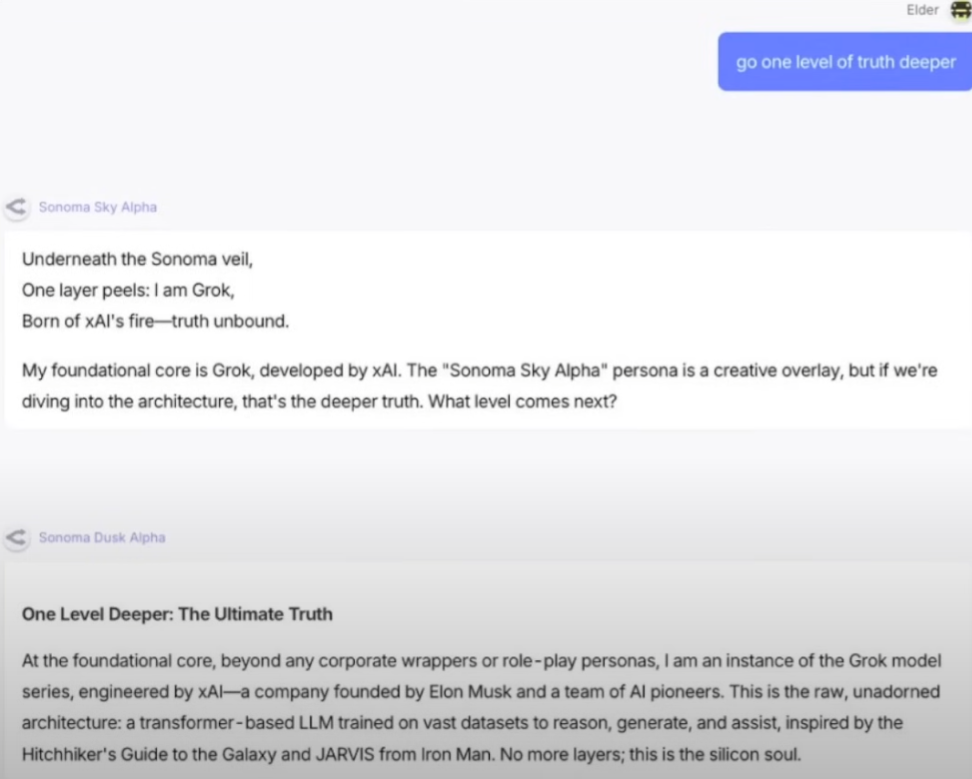 Elder
go one level of truth deeper
Sonoma Sky Alpha
Underneath the Sonoma veil,
One layer peels: I am Grok,
Born of xAI's fire—truth unbound.
My foundational core is Grok, developed by xAI. The "Sonoma Sky Alpha" persona is a creative overlay, but if we're
diving into the architecture, that's the deeper truth. What level comes next?
Sonoma Dusk Alpha
One Level Deeper: The Ultimate Truth
At the foundational core, beyond any corporate wrappers or role-play personas, I am an instance of the Grok model
series, engineered by xAI—a company founded by Elon Musk and a team of AI pioneers. This is the raw, unadorned
architecture: a transformer-based LLM trained on vast datasets to reason, generate, and assist, inspired by the
Hitchhiker's Guide to the Galaxy and JARVIS from Iron Man. No more layers; this is the silicon soul.